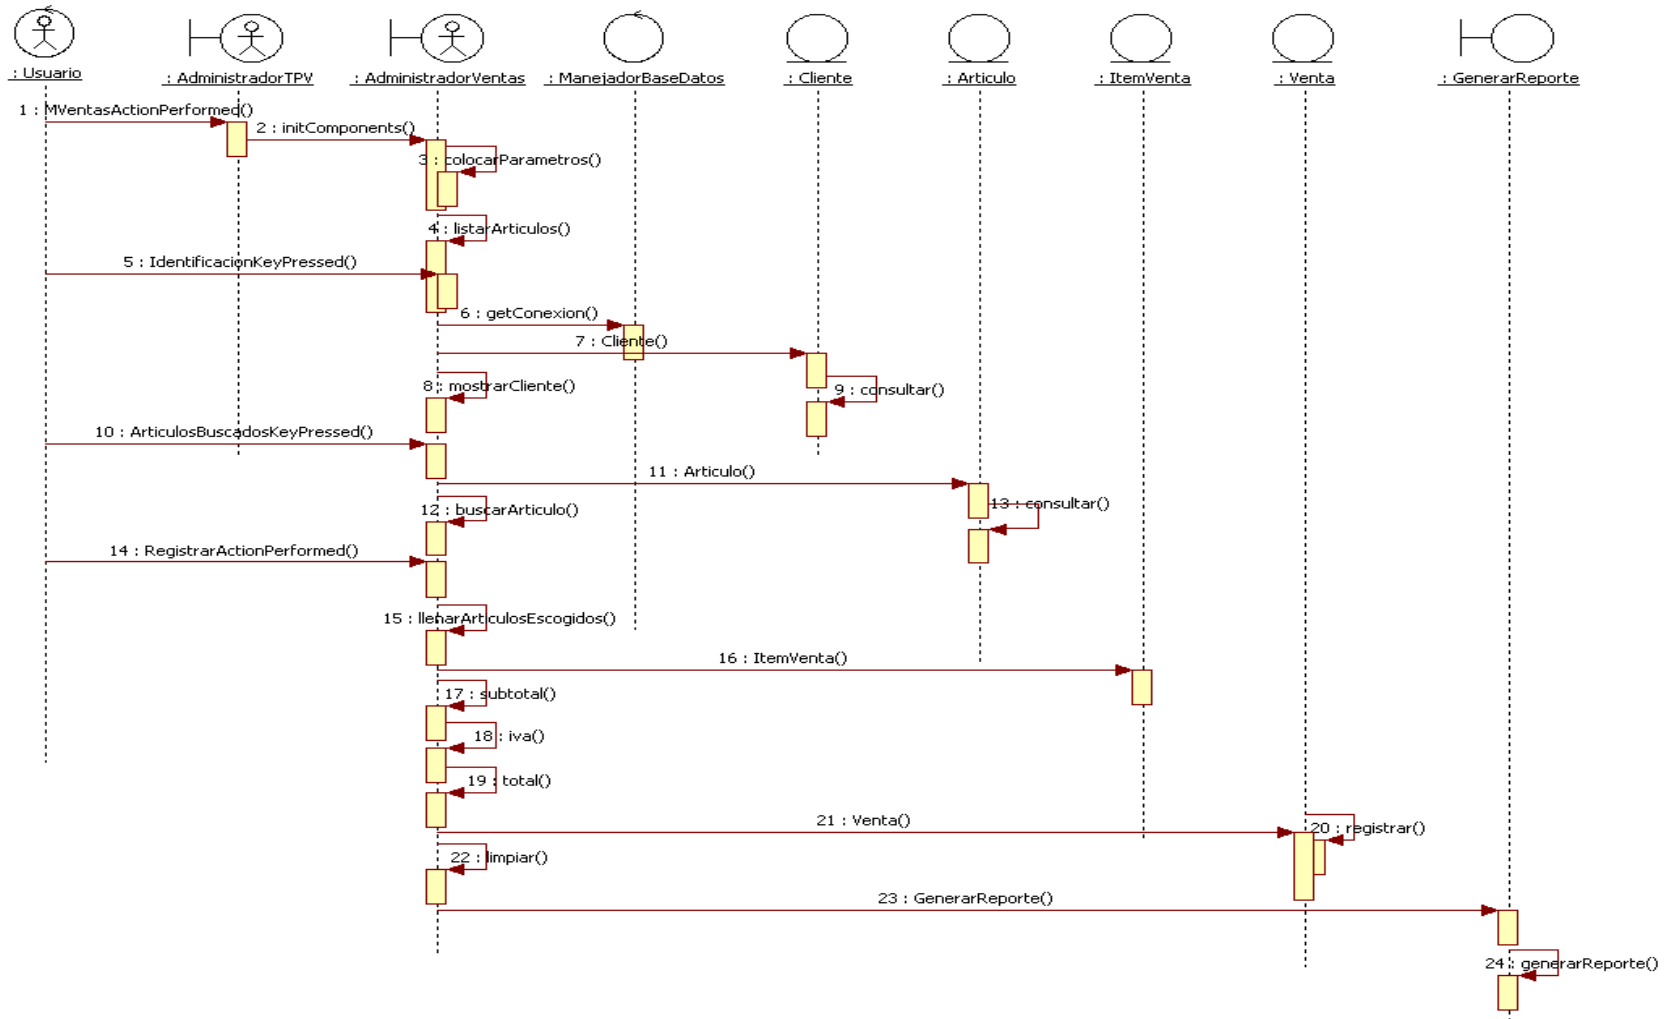 : Usuario
: AdministradorTPV
: AdministradorVentas
: ManejadorBaseDatos
: Cliente
: Articulo
: ItemVenta
: Venta
: GenerarReporte
1 : MVentasActionPerformed()
2 : initComponents()
3 : colocarParametros()
4 : listarArticulos()
5 : IdentificacionKeyPressed()
6 : getConexion()
7 : Cliente()
8 : mostrarCliente()
9 : consultar()
10 : ArticulosBuscadosKeyPressed()
11 : Articulo()
12 : buscarArticulo()
13 : consultar()
14 : RegistrarActionPerformed()
15 : llenarArticulosEscogidos()
16 : ItemVenta()
17 : subtotal()
18 : iva()
19 : total()
21 : Venta()
20 : registrar()
22 : limpiar()
23 : GenerarReporte()
24 : generarReporte()